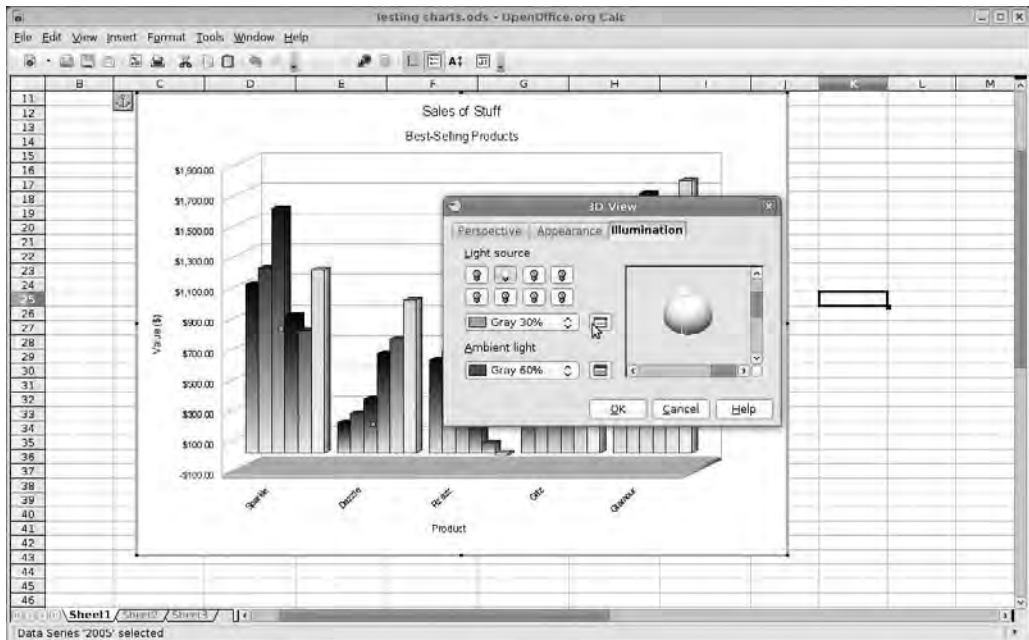 testing charts.ods - OpenOffice.org Calc
File Edit View Insert Format Tools Window Help
B C D E F G H I J K L M
11
12
13
14
15
16
17
18
19
20
21
22
23
24
25
26
27
28
29
30
31
32
33
34
35
36
37
38
39
40
41
42
43
44
45
46
Sales of Stuff
Best-Selling Products
$1,900.00
$1,700.00
$1,500.00
$1,300.00
$1,100.00
$900.00
$700.00
$500.00
$300.00
$100.00
-$100.00
Value ($)
Sparkle
Dazzle
Glitz
Glamour
Product
3D View
Perspective Appearance Illumination
Light source
Gray 30%
Ambient light
Gray 60%
OK Cancel Help
Sheet1 Sheet2 Sheet3
Data Series '2005' selected